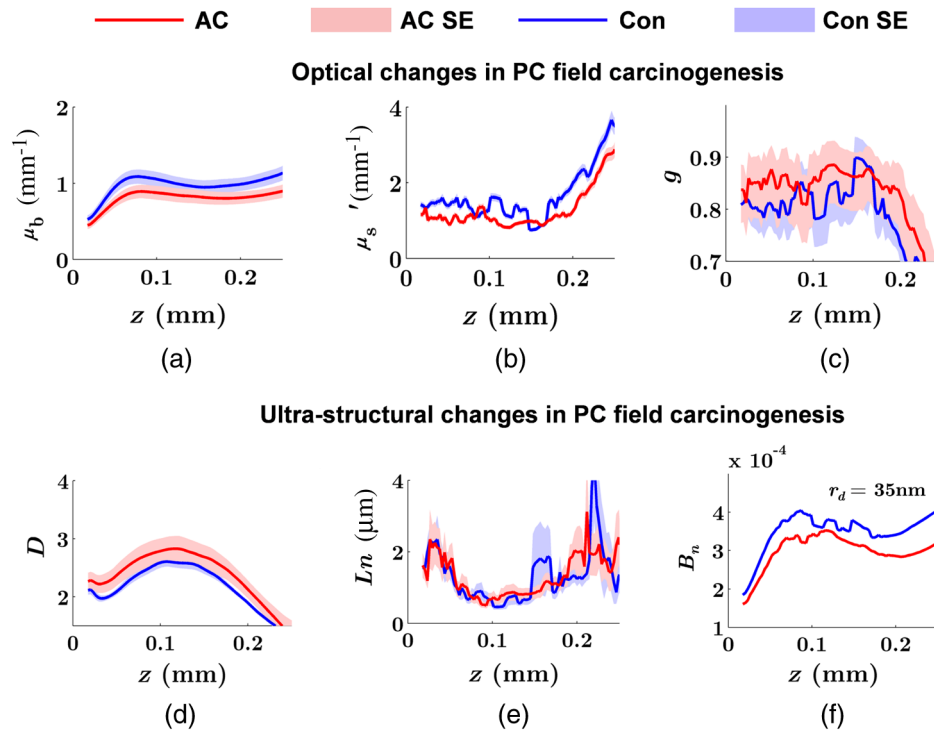 AC AC SE Con Con SE
Optical changes in PC field carcinogenesis
μb (mm-1)
2
1
0
0 0.1 0.2
z (mm)
(a)
μs' (mm-1)
4
2
0
0 0.1 0.2
z (mm)
(b)
g
0.9
0.8
0.7
0 0.1 0.2
z (mm)
(c)
Ultra-structural changes in PC field carcinogenesis
D
4
3
2
0 0.1 0.2
z (mm)
(d)
Ln (μm)
4
2
0
0 0.1 0.2
z (mm)
(e)
x 10-4
rd = 35nm
Bn
4
3
2
1
0 0.1 0.2
z (mm)
(f)